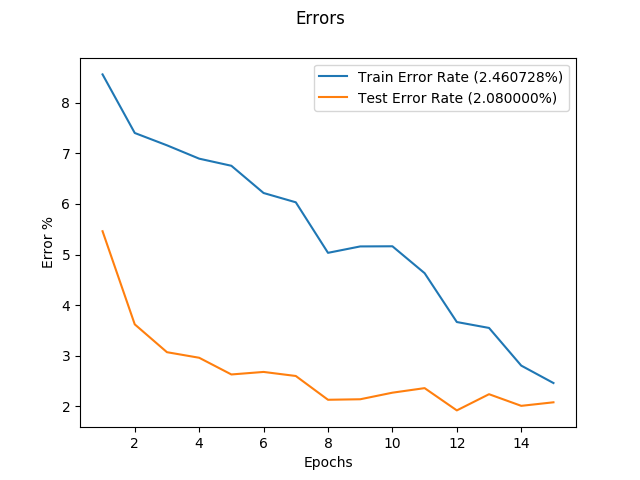 Errors
Train Error Rate (2.460728%)
Test Error Rate (2.080000%)
8
7
6
5
4
3
2
Error %
2 4 6 8 10 12 14
Epochs